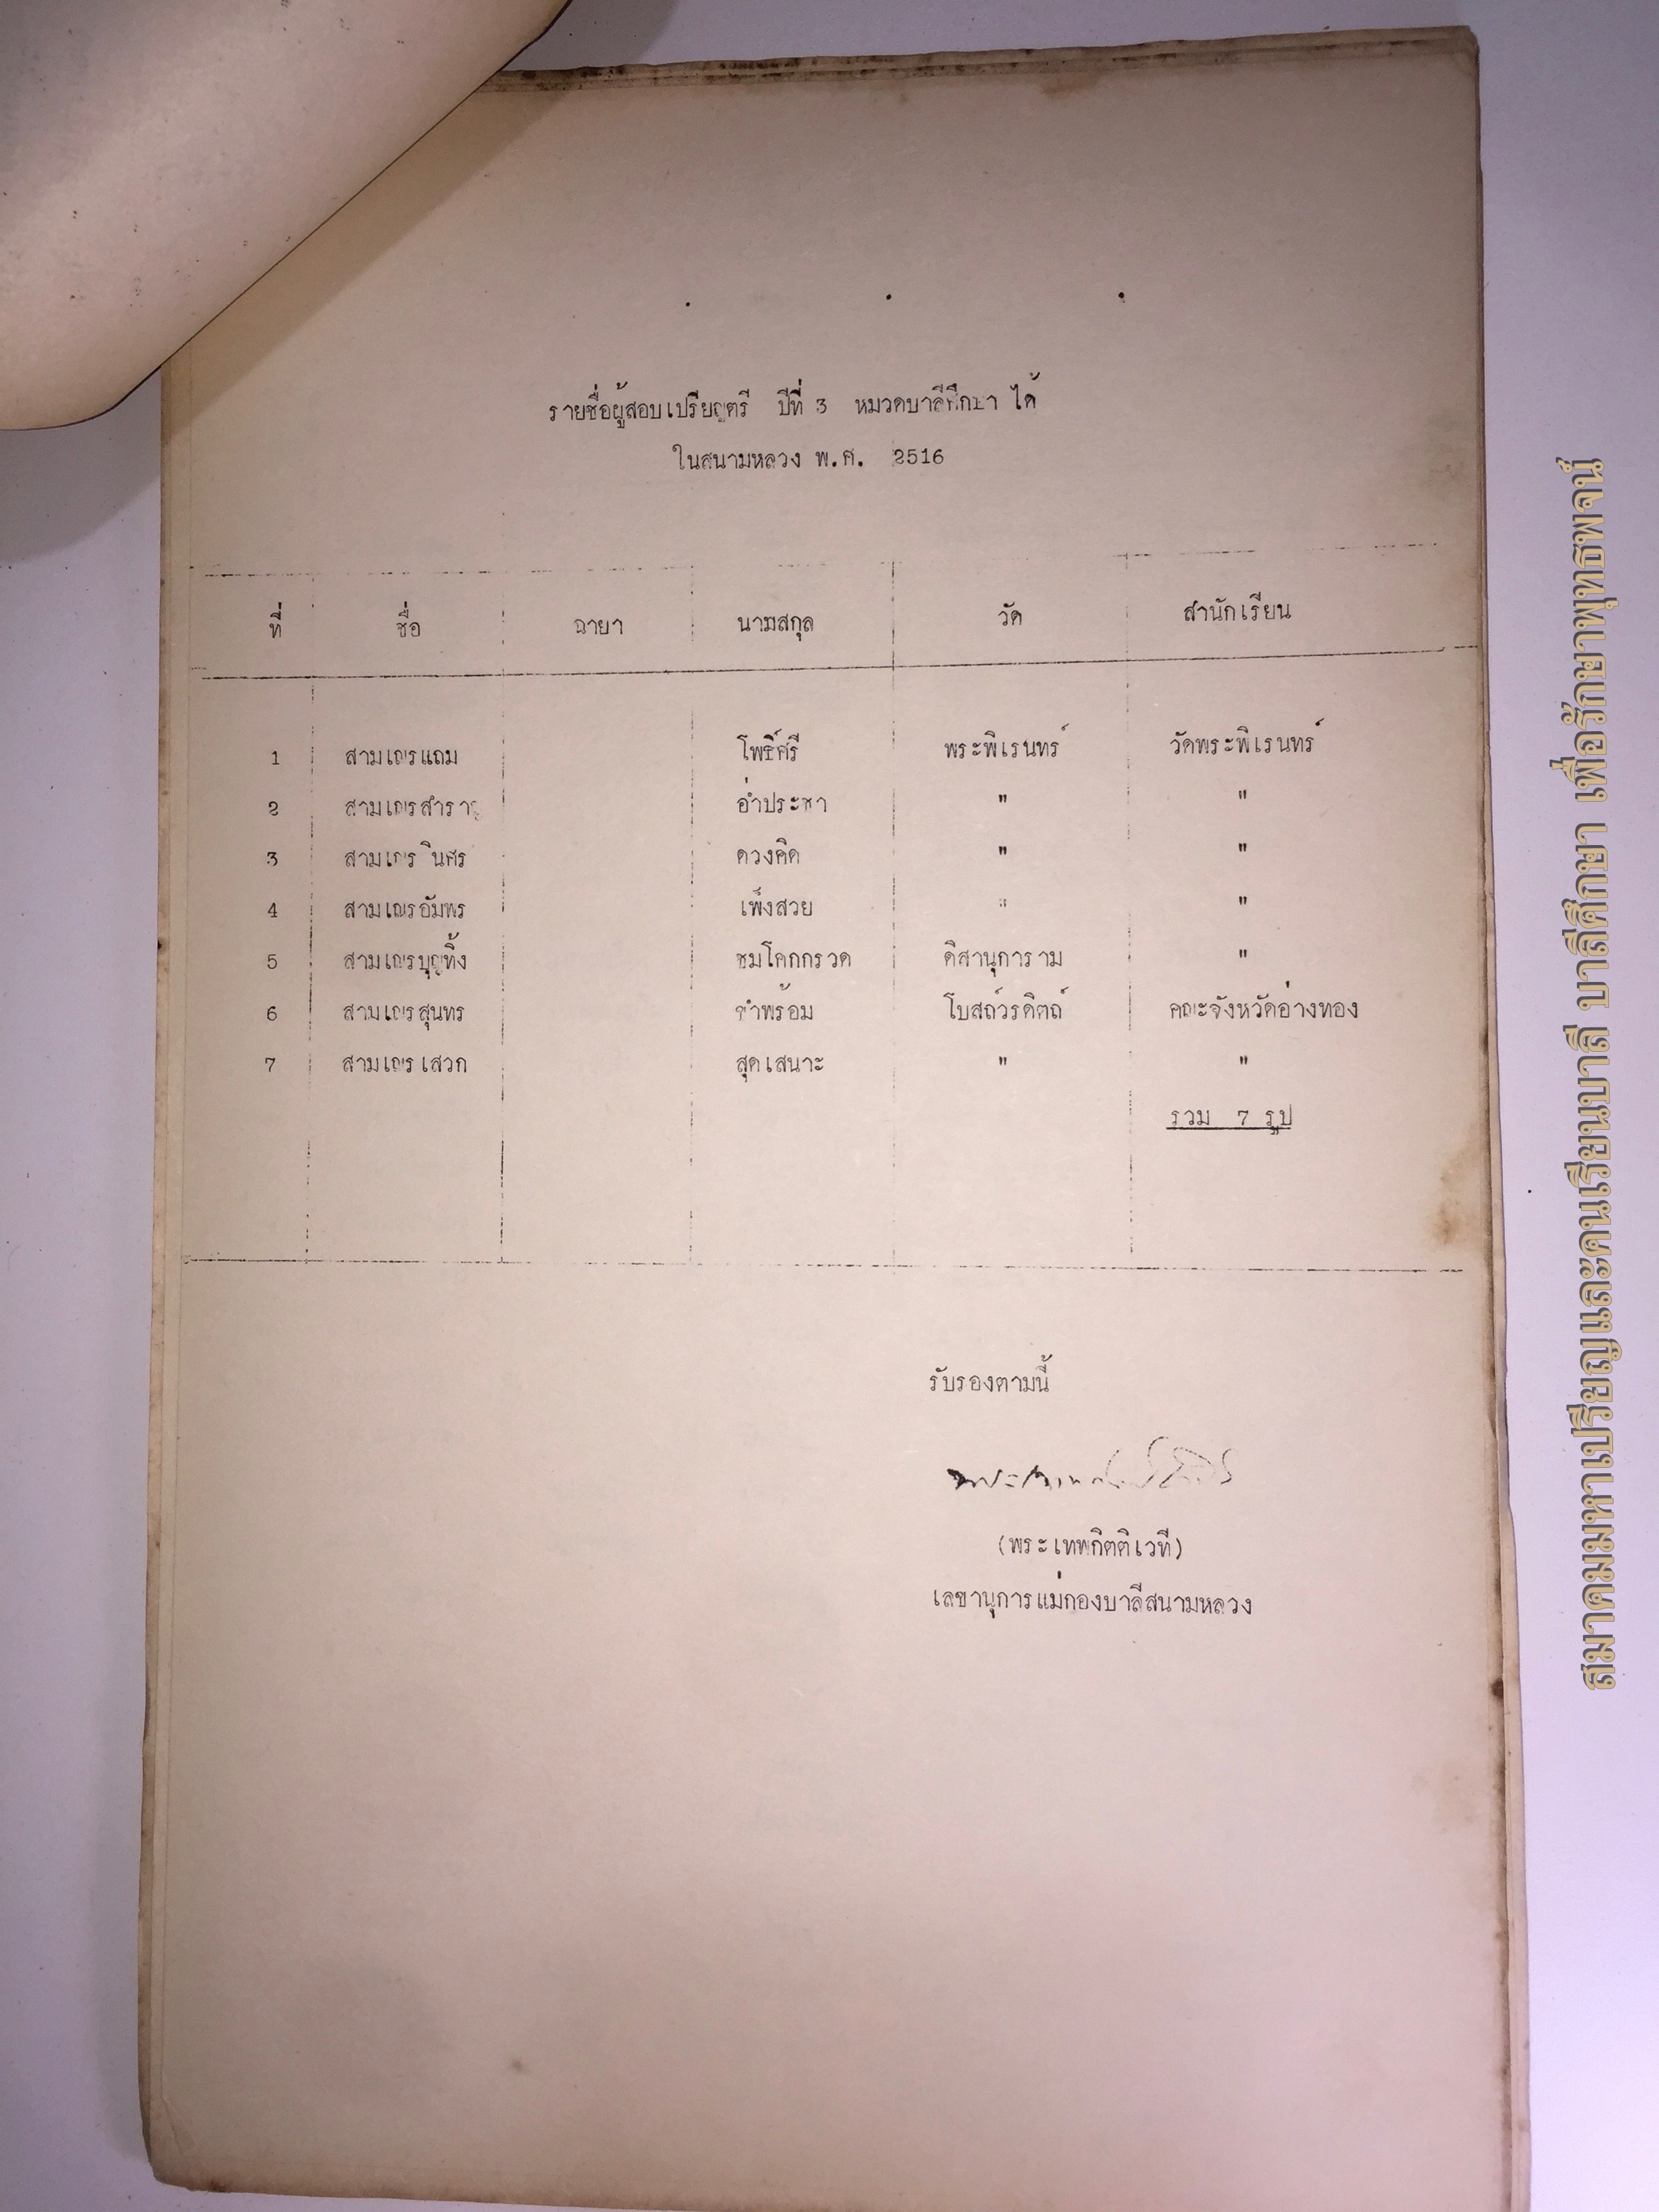 รายชื่อผู้สอบเปรียญตรี ปีที่ 3 หมวดบาลีศึกษา ได้
ในสนามหลวง พ.ศ. 2516
ที่ ชื่อ ฉายา นามสกุล วัด สำนักเรียน
1 สามเณรแถม โพธิ์ศรี พระพิเรนทร์ วัดพระพิเรนทร์
2 สามเณรสำราญ อ่ำประชา " "
3 ดวงคิด " "
4 สามเณรอัมพร เพ็งสวย " "
5 สามเณรบุญทิ้ง ชมโคกกรวด ดิสานุการาม "
6 สามเณรสุนทร ขำพร้อม โบสถ์วรดิตถ์ คณะจังหวัดอ่างทอง
7 สามเณรเสวก สุดเสนาะ " "
รวม 7 รูป
รับรองตามนี้
(พระเทพกิตติเวที)
เลขานุการแม่กองบาลีสนามหลวง
สมาคมมหาเปรียญและคนเรียนบาลี บาลีศึกษา เพื่อรักษาพุทธพจน์